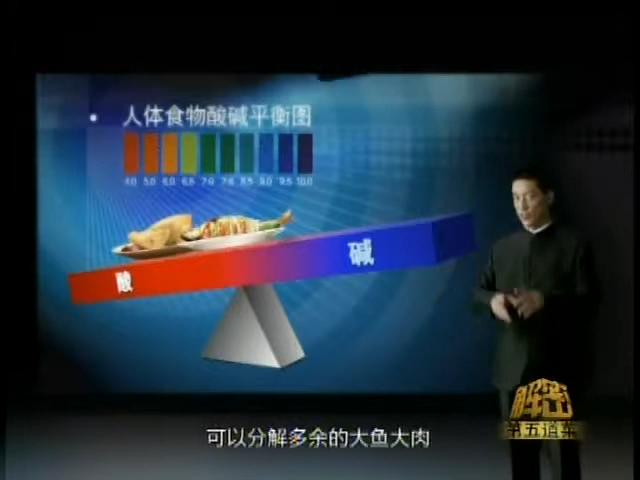 • 人体食物酸碱平衡图
4.0 5.0 6.0 6.5 7.0 7.5 8.5 9.0 9.5 10.0
碱
酸
解密
第五道菜
可以分解多余的大鱼大肉